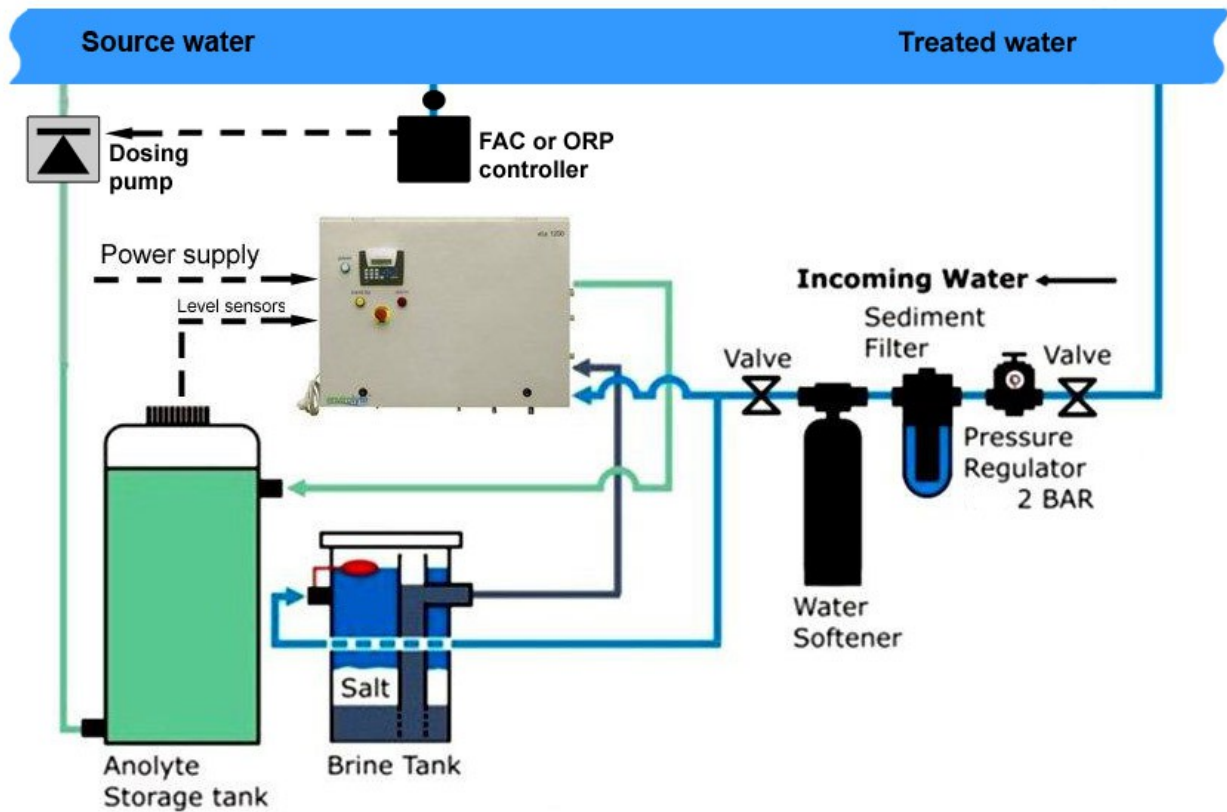 Source water
Treated water
Dosing
pump
FAC or ORP
controller
Power supply
Level sensors
Incoming Water
Sediment
Filter
Valve
Valve
Pressure
Regulator
2 BAR
Water
Softener
Salt
Brine Tank
Anolyte
Storage tank